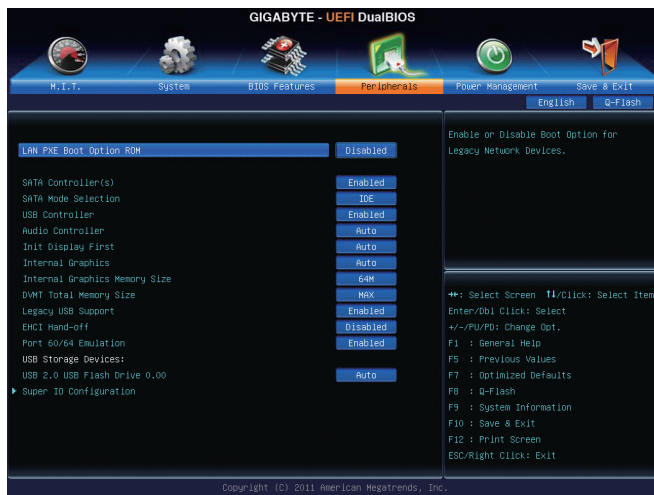 GIGABYTE - UEFI DualBIOS
M.I.T. System BIOS Features Peripherals Power Management Save & Exit
English Q-Flash
LAN PXE Boot Option ROM Disabled
SATA Controller(s) Enabled
SATA Mode Selection IDE
USB Controller Enabled
Audio Controller Auto
Init Display First Auto
Internal Graphics Auto
Internal Graphics Memory Size 64M
DVMT Total Memory Size MAX
Legacy USB Support Enabled
EHCI Hand-off Disabled
Port 60/64 Emulation Enabled
USB Storage Devices:
USB 2.0 USB Flash Drive 0.00 Auto
Super IO Configuration
Enable or Disable Boot Option for
Legacy Network Devices.
→←: Select Screen ↑↓/Click: Select Item
Enter/Dbl Click: Select
+/-/PU/PD: Change Opt.
F1 : General Help
F5 : Previous Values
F7 : Optimized Defaults
F8 : Q-Flash
F9 : System Information
F10 : Save & Exit
F12 : Print Screen
ESC/Right Click: Exit
Copyright (C) 2011 American Megatrends, Inc.